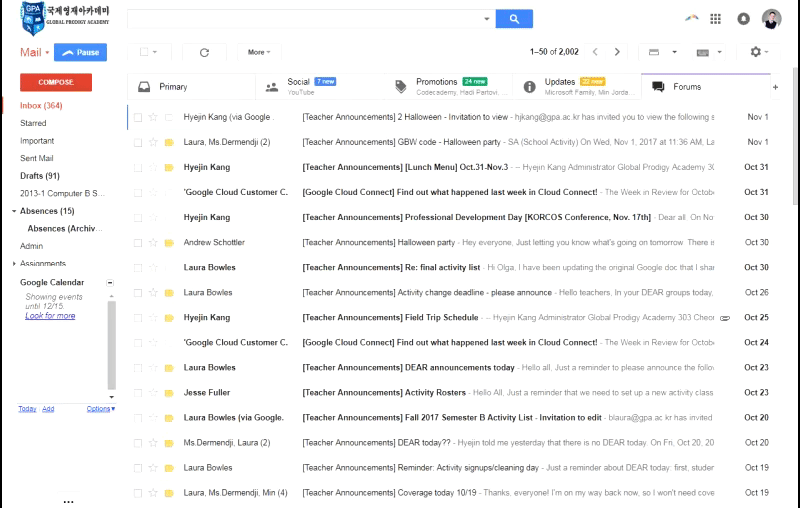 국제영재아카데미
GPA
GLOBAL PRODIGY ACADEMY
Mail
Pause
More
1–50 of 2,002
COMPOSE
Inbox (364)
Starred
Important
Sent Mail
Drafts (91)
2013-1 Computer B S...
Absences (15)
Absences (Archiv...
Admin
Assignments
Google Calendar
Showing events
until 12/15.
Look for more
Today Add Options
...
Primary
Social 7 new
YouTube
Promotions 24 new
Codecademy, Hadi Partovi, ...
Updates new
Microsoft Family, Min Jorda...
Forums
+
Hyejin Kang (via Google . [Teacher Announcements] 2 Halloween - Invitation to view - hjkang@gpa.ac.kr has invited you to view the following s Nov 1
Laura, Ms.Dermendji (2) [Teacher Announcements] GBW code - Halloween party - SA (School Activity) On Wed, Nov 1, 2017 at 11:36 AM, La Nov 1
Hyejin Kang [Teacher Announcements] [Lunch Menu] Oct.31-Nov.3 - -- Hyejin Kang Administrator Global Prodigy Academy 30 Oct 31
'Google Cloud Customer C. [Google Cloud Connect] Find out what happened last week in Cloud Connect! - The Week in Review for Octobe Oct 31
Hyejin Kang [Teacher Announcements] Professional Development Day [KORCOS Conference, Nov. 17th] - Dear all. On No Oct 30
Andrew Schottler [Teacher Announcements] Halloween party - Hey everyone, Just letting you know what's going on tomorrow. There is Oct 30
Laura Bowles [Teacher Announcements] Re: final activity list - Hi Olga, I have been updating the original Google doc that I shar Oct 30
Laura Bowles [Teacher Announcements] Activity change deadline - please announce - Hello teachers, In your DEAR groups today, Oct 26
Hyejin Kang [Teacher Announcements] Field Trip Schedule - -- Hyejin Kang Administrator Global Prodigy Academy 303 Cheoi Oct 25
'Google Cloud Customer C. [Google Cloud Connect] Find out what happened last week in Cloud Connect! - The Week in Review for Octobe Oct 24
Laura Bowles [Teacher Announcements] DEAR announcements today - Hello all, Just a reminder to please announce the follov Oct 23
Jesse Fuller [Teacher Announcements] Activity Rosters - Hello All, Just a reminder that we need to set up a new activity class Oct 23
Laura Bowles (via Google. [Teacher Announcements] Fall 2017 Semester B Activity List - Invitation to edit - blaura@gpa.ac.kr has invited Oct 20
Ms.Dermendji, Laura (2) [Teacher Announcements] DEAR today?? - Hyejin told me yesterday that there is no DEAR today. On Fri, Oct 20, 20 Oct 20
Laura Bowles [Teacher Announcements] Reminder: Activity signups/cleaning day - Just a reminder about DEAR today: first, studer Oct 19
Laura, Ms.Dermendji, Min (4) [Teacher Announcements] Coverage today 10/19 - Thanks, everyone! I'm on my way back now, so I won't need cove Oct 19